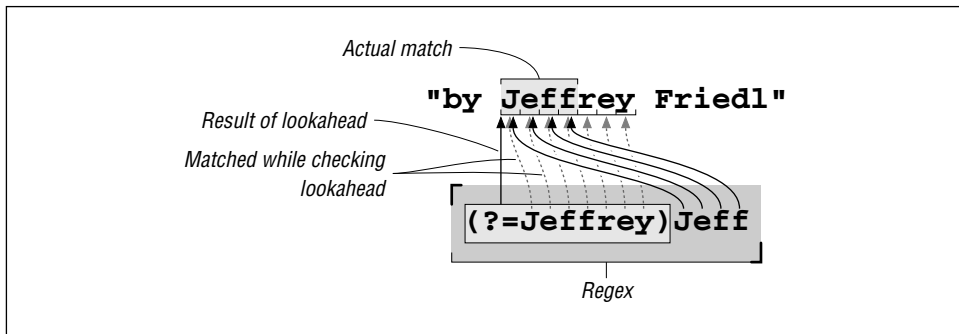 Actual match
"by Jeffrey Friedl"
Result of lookahead
Matched while checking
lookahead
(?=Jeffrey)Jeff
Regex